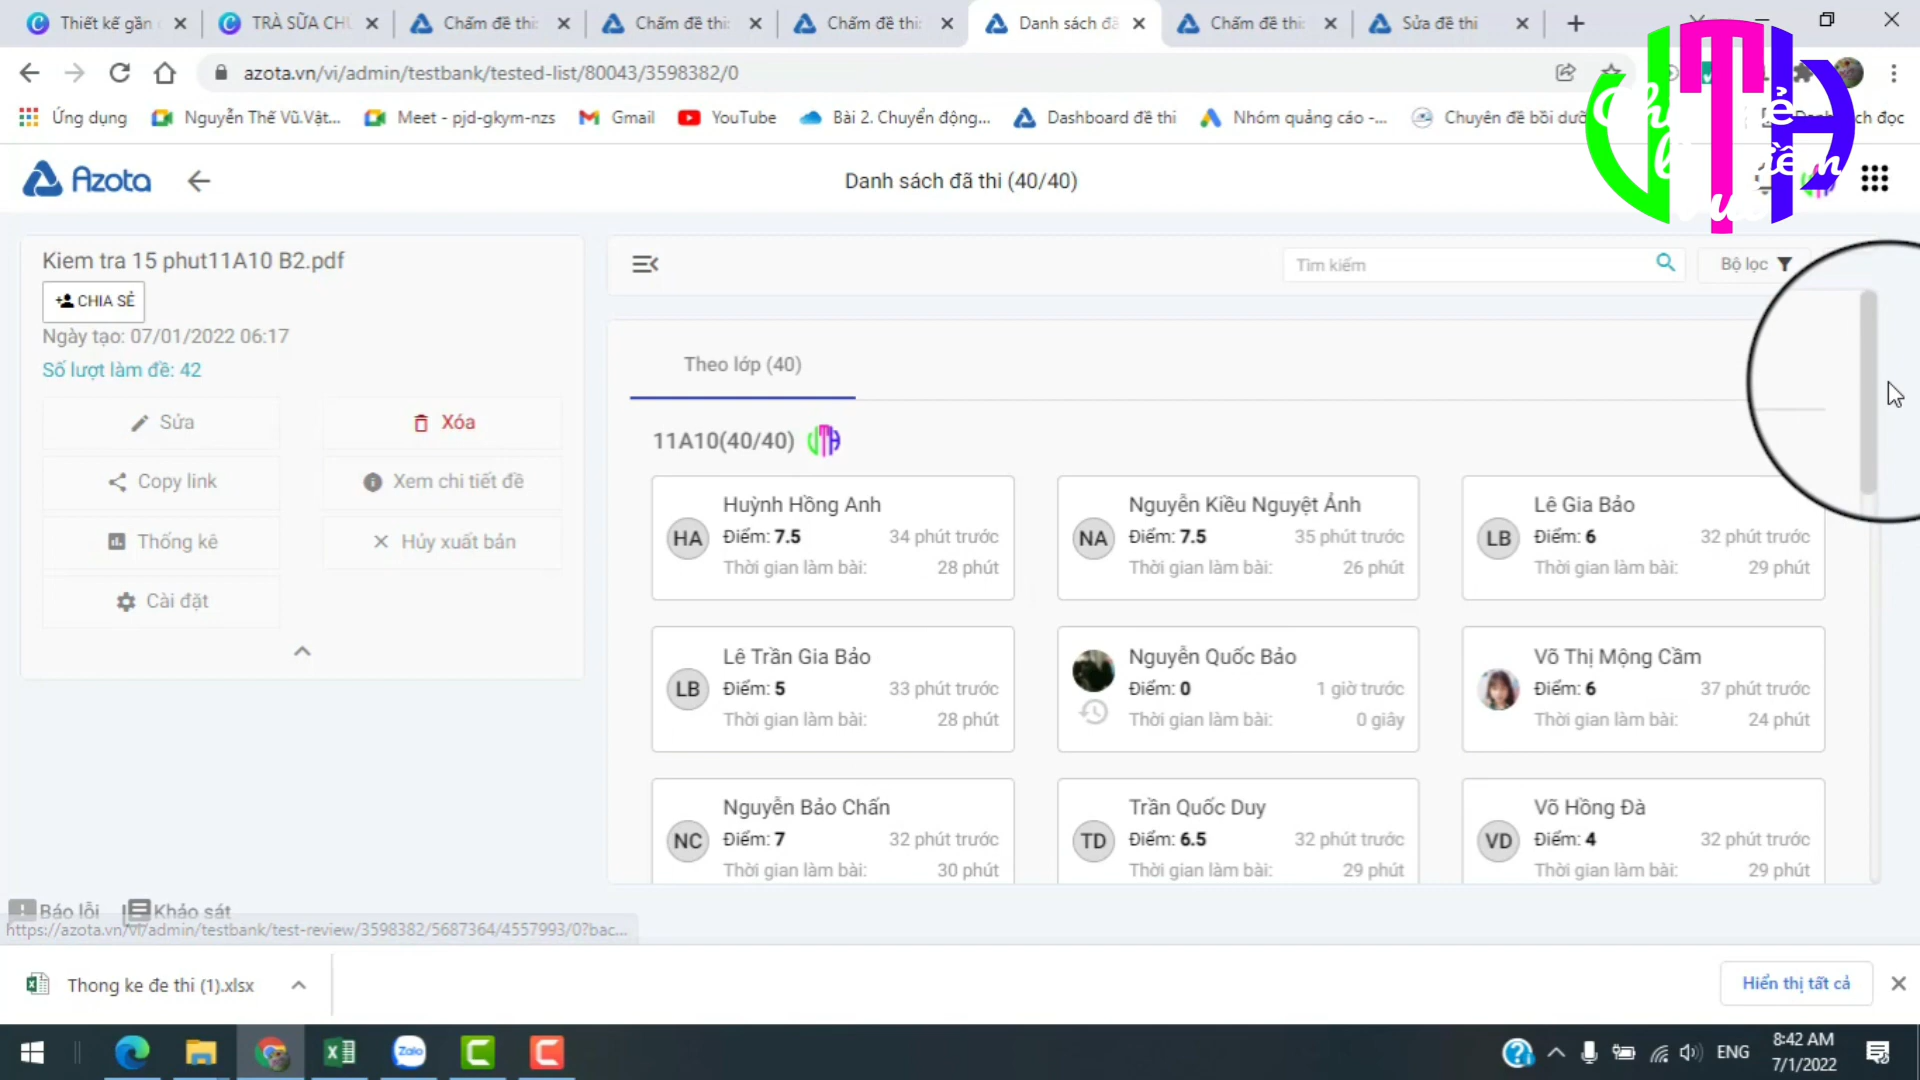 Thiết kế gần
TRÀ SỮA CH
Chấm đề thi:
Chấm đề thi:
Chấm đề thi:
Danh sách đã
Chấm đề thi:
Sửa đề thi
azota.vn/vi/admin/testbank/tested-list/80043/3598382/0
Ứng dụng
Nguyễn Thế Vũ.Vật...
Meet - pjd-gkym-nzs
Gmail
YouTube
Bài 2. Chuyển động...
Dashboard đề thi
Nhóm quảng cáo -...
Chuyên đề bồi dưỡ
đọc
Azota
Danh sách đã thi (40/40)
Kiem tra 15 phut11A10 B2.pdf
CHIA SẺ
Ngày tạo: 07/01/2022 06:17
Số lượt làm đề: 42
Sửa
Xóa
Copy link
Xem chi tiết đề
Thống kê
Hủy xuất bản
Cài đặt
Tìm kiếm
Bộ lọc
Theo lớp (40)
11A10(40/40)
HA
Huỳnh Hồng Anh
Điểm: 7.5
34 phút trước
Thời gian làm bài:
28 phút
NA
Nguyễn Kiều Nguyệt Ảnh
Điểm: 7.5
35 phút trước
Thời gian làm bài:
26 phút
LB
Lê Gia Bảo
Điểm: 6
32 phút trước
Thời gian làm bài:
29 phút
LB
Lê Trần Gia Bảo
Điểm: 5
33 phút trước
Thời gian làm bài:
28 phút
Nguyễn Quốc Bảo
Điểm: 0
1 giờ trước
Thời gian làm bài:
0 giây
Võ Thị Mộng Cầm
Điểm: 6
37 phút trước
Thời gian làm bài:
24 phút
NC
Nguyễn Bảo Chấn
Điểm: 7
32 phút trước
Thời gian làm bài:
30 phút
TD
Trần Quốc Duy
Điểm: 6.5
32 phút trước
Thời gian làm bài:
29 phút
VD
Võ Hồng Đà
Điểm: 4
32 phút trước
Thời gian làm bài:
29 phút
Báo lỗi
Khảo sát
https://azota.vn/vi/admin/testbank/test-review/3598382/5687364/4557993/0?bac...
Thong ke đe thi (1).xlsx
Hiển thị tất cả
Zalo
ENG
8:42 AM
7/1/2022